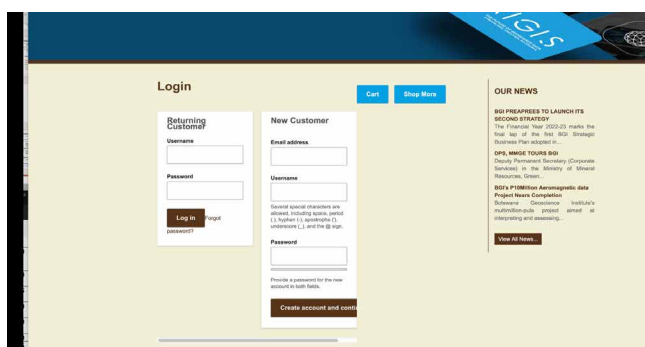 IGIS
Login
Cart
Shop More
Returning
Customer
Username
Password
Log in Forgot
password?
New Customer
Email address
Username
Several special characters are
allowed, including space, period
(.), hyphen (-), apostrophe ('),
underscore (_), and the @ sign.
Password
Provide a password for the new
account in both fields.
Create account and conti
OUR NEWS
BGI PREAPREES TO LAUNCH ITS
SECOND STRATEGY
The Financial Year 2022-23 marks the
final lap of the first BGI Strategic
Business Plan adopted in...
DPS, MMGE TOURS BGI
Deputy Permanent Secretary (Corporate
Services) in the Ministry of Mineral
Resources, Green...
BGI's P10Million Aeromagnetic data
Project Nears Completion
Botswana Geoscience Institute's
multimillion-pula project aimed at
interpreting and assessing...
View All News...